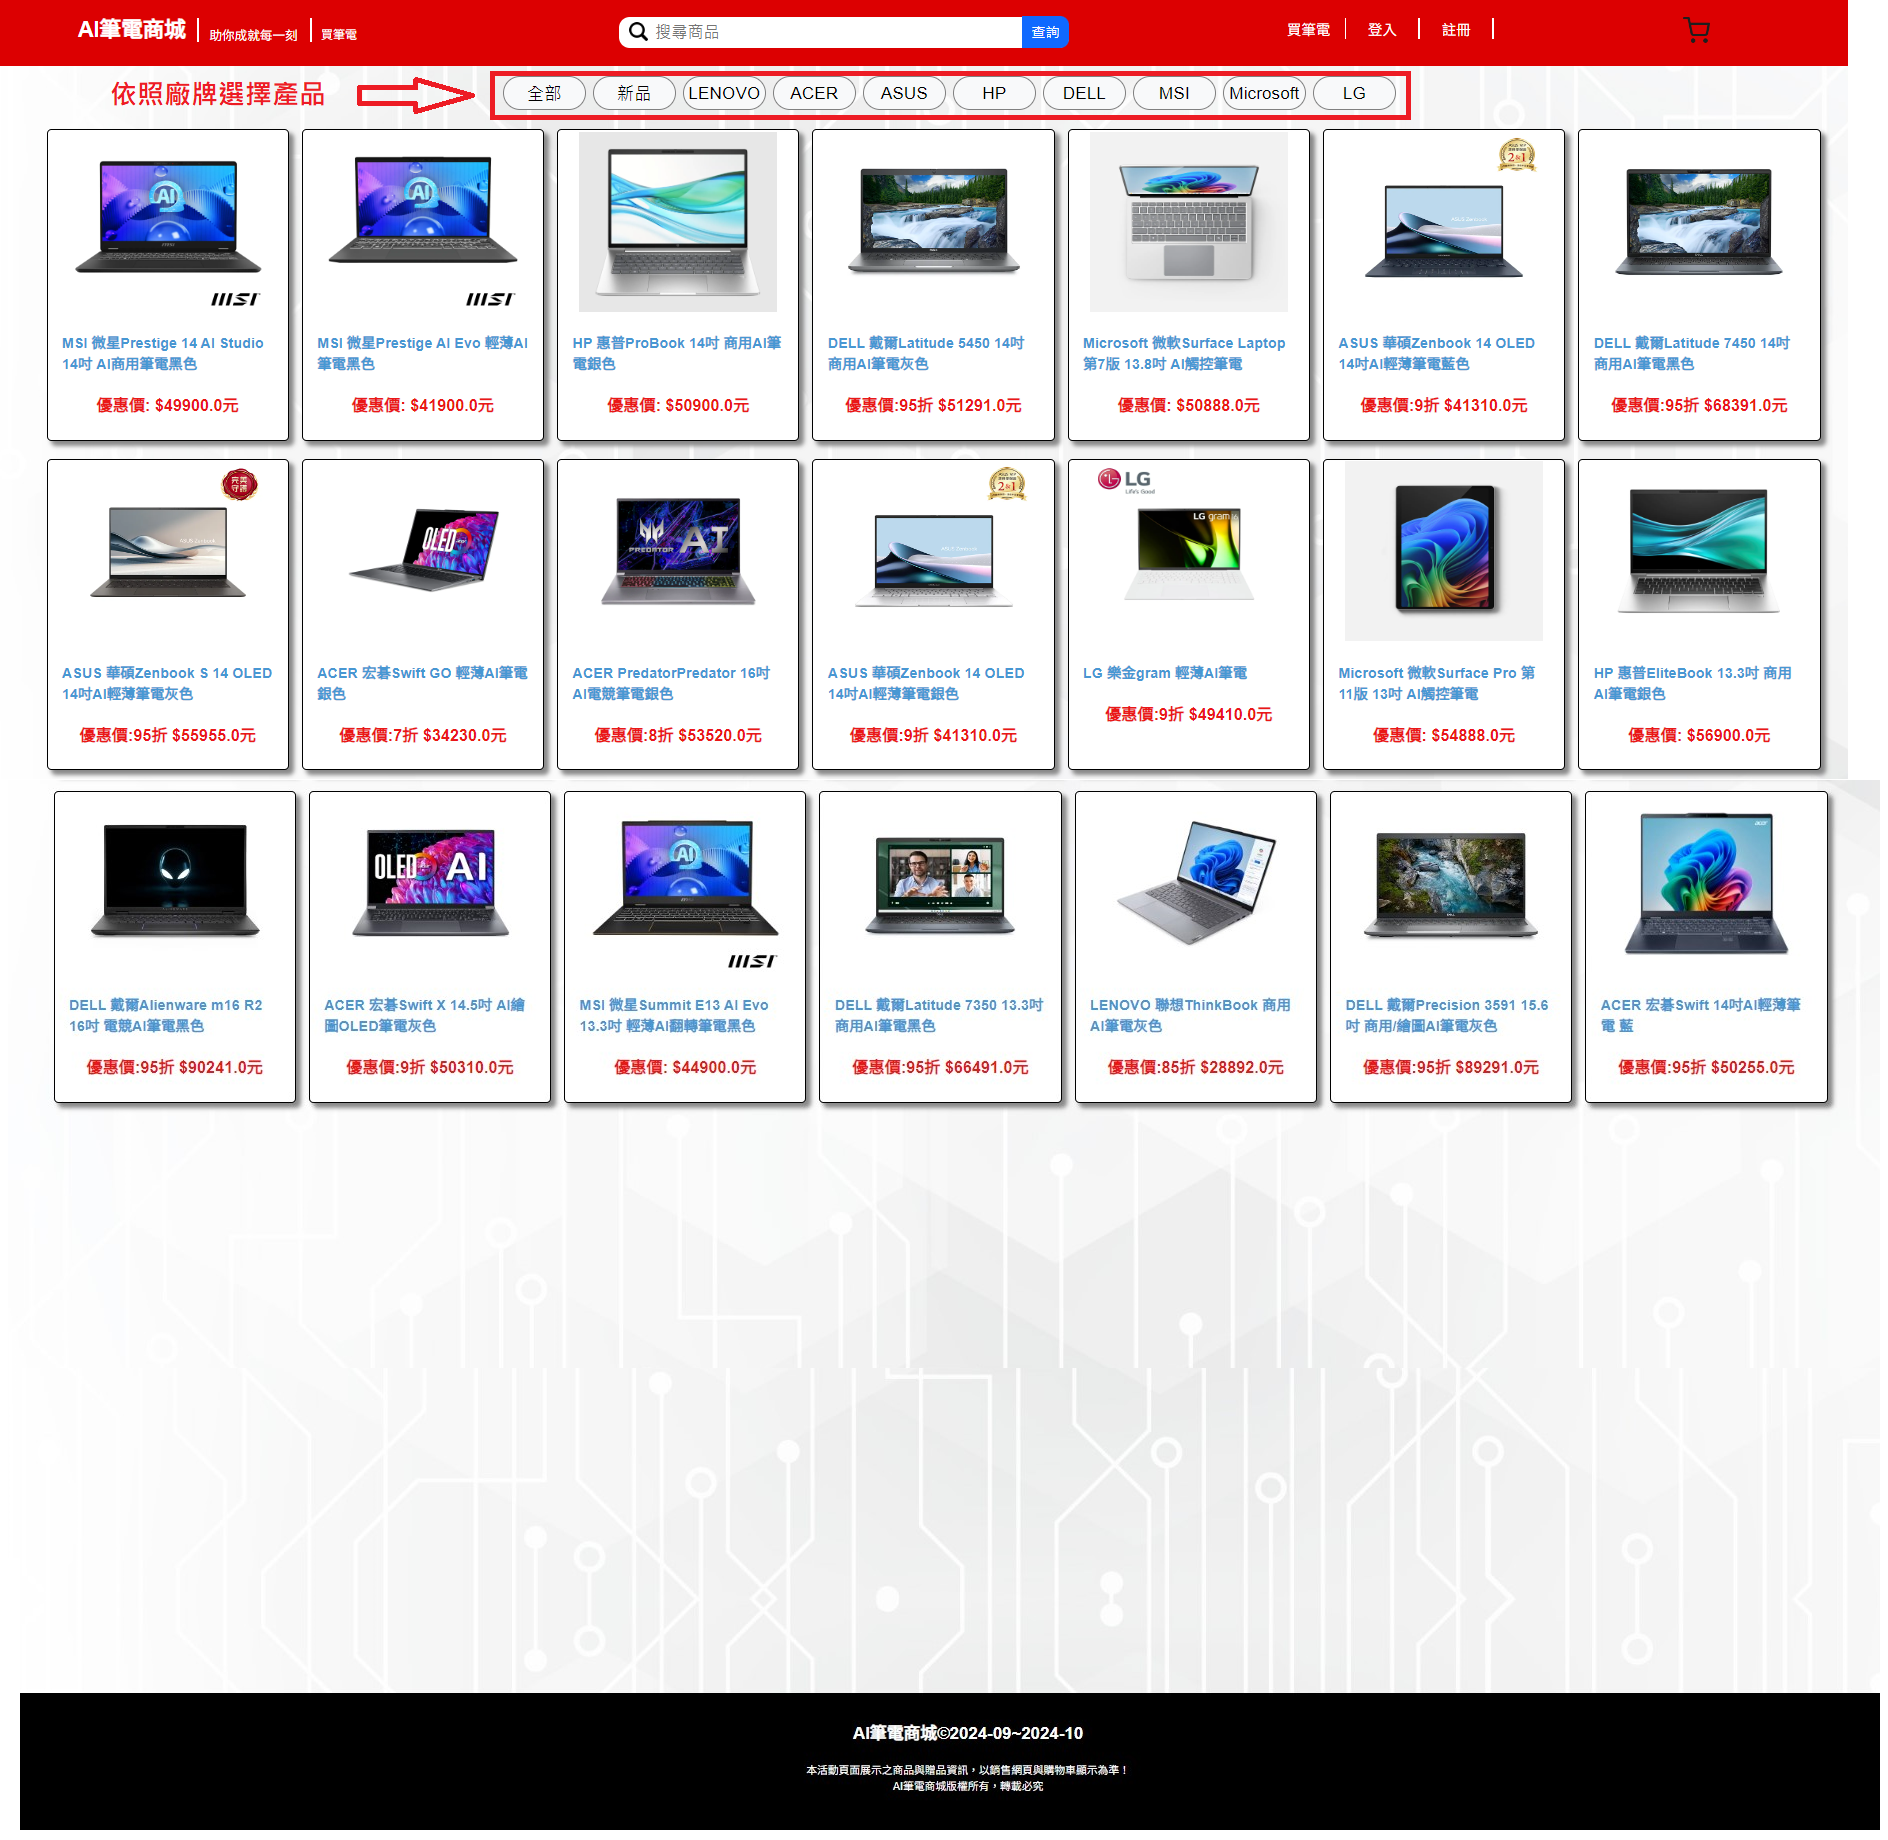 AI筆電商城
助你成就每一刻
買筆電
搜尋商品
查詢
買筆電
登入
註冊
依照廠牌選擇產品
全部
新品
LENOVO
ACER
ASUS
HP
DELL
MSI
Microsoft
LG
MSI 微星Prestige 14 AI Studio
14吋 AI商用筆電黑色
優惠價: $49900.0元
MSI 微星Prestige AI Evo 輕薄AI
筆電黑色
優惠價: $41900.0元
HP 惠普ProBook 14吋 商用AI筆
電銀色
優惠價: $50900.0元
DELL 戴爾Latitude 5450 14吋
商用AI筆電灰色
優惠價:95折 $51291.0元
Microsoft 微軟Surface Laptop
第7版 13.8吋 AI觸控筆電
優惠價: $50888.0元
ASUS 華碩Zenbook 14 OLED
14吋AI輕薄筆電藍色
優惠價:9折 $41310.0元
DELL 戴爾Latitude 7450 14吋
商用AI筆電黑色
優惠價:95折 $68391.0元
ASUS 華碩Zenbook S 14 OLED
14吋AI輕薄筆電灰色
優惠價:95折 $55955.0元
ACER 宏碁Swift GO 輕薄AI筆電
銀色
優惠價:7折 $34230.0元
ACER PredatorPredator 16吋
AI電競筆電銀色
優惠價:8折 $53520.0元
ASUS 華碩Zenbook 14 OLED
14吋AI輕薄筆電銀色
優惠價:9折 $41310.0元
LG
Life's Good
LG gram
LG 樂金gram 輕薄AI筆電
優惠價:9折 $49410.0元
Microsoft 微軟Surface Pro 第
11版 13吋 AI觸控筆電
優惠價: $54888.0元
HP 惠普EliteBook 13.3吋 商用
AI筆電銀色
優惠價: $56900.0元
DELL 戴爾Alienware m16 R2
16吋 電競AI筆電黑色
優惠價:95折 $90241.0元
ACER 宏碁Swift X 14.5吋 AI繪
圖OLED筆電灰色
優惠價:9折 $50310.0元
MSI 微星Summit E13 AI Evo
13.3吋 輕薄AI翻轉筆電黑色
優惠價: $44900.0元
DELL 戴爾Latitude 7350 13.3吋
商用AI筆電黑色
優惠價:95折 $66491.0元
LENOVO 聯想ThinkBook 商用
AI筆電灰色
優惠價:85折 $28892.0元
DELL 戴爾Precision 3591 15.6
吋 商用/繪圖AI筆電灰色
優惠價:95折 $89291.0元
ACER 宏碁Swift 14吋AI輕薄筆
電 藍
優惠價:95折 $50255.0元
AI筆電商城©2024-09~2024-10
本活動頁面展示之商品與贈品資訊，以銷售網頁與購物車顯示為準！
AI筆電商城版權所有，轉載必究